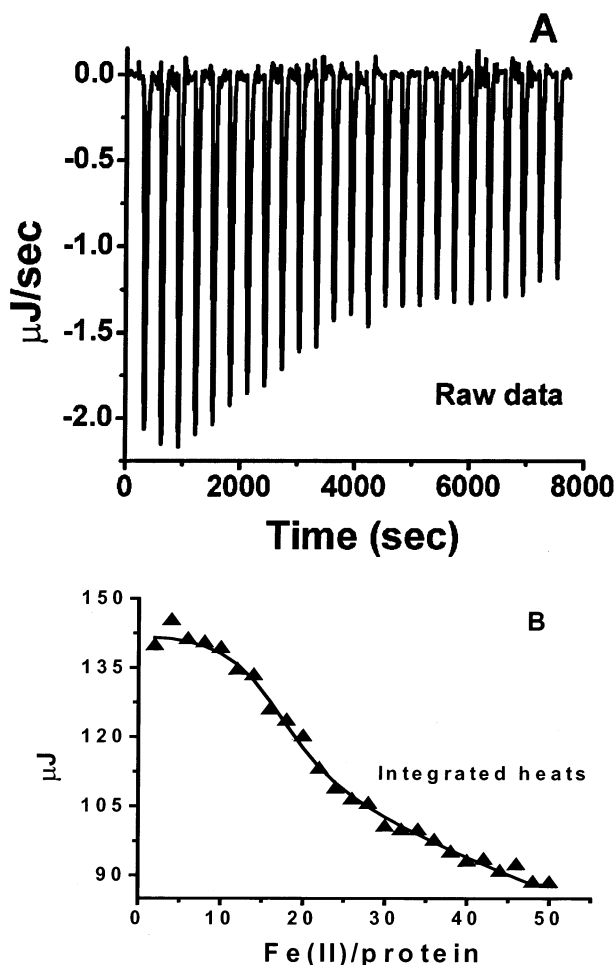 A
0.0
-0.5
-1.0
-1.5
-2.0
μJ/sec
Raw data
0 2000 4000 6000 8000
Time (sec)
B
150
135
120
105
90
μJ
Integrated heats
0 10 20 30 40 50
Fe(II)/protein